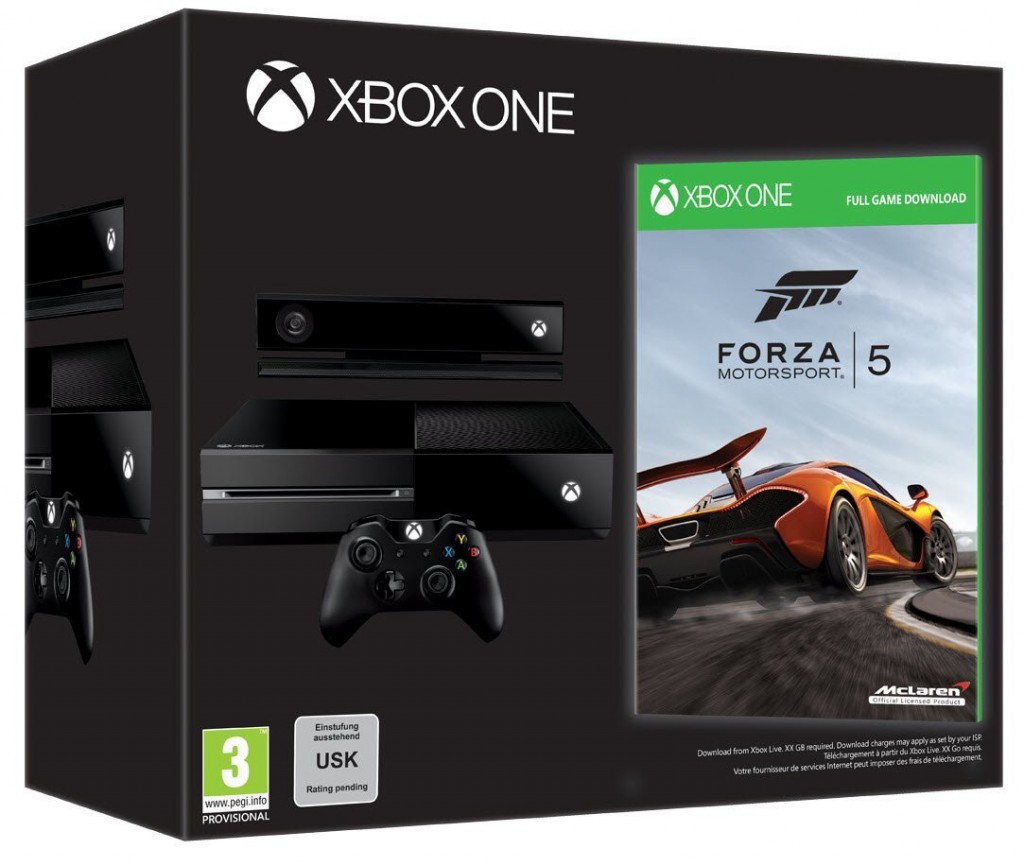 XBOX ONE
XBOX ONE
FULL GAME DOWNLOAD
FORZA
MOTORSPORT®
5
XBOX
Y
X B
A
McLaren
Official Licensed Product
Download from Xbox Live. XX GB required. Download charges may apply as set by your ISP.
Téléchargement à partir du Xbox Live. XX Go requis.
Votre fournisseur de services Internet peut imposer des frais de téléchargement.
3
www.pegi.info
PROVISIONAL
Einstufung
ausstehend
USK
Rating pending